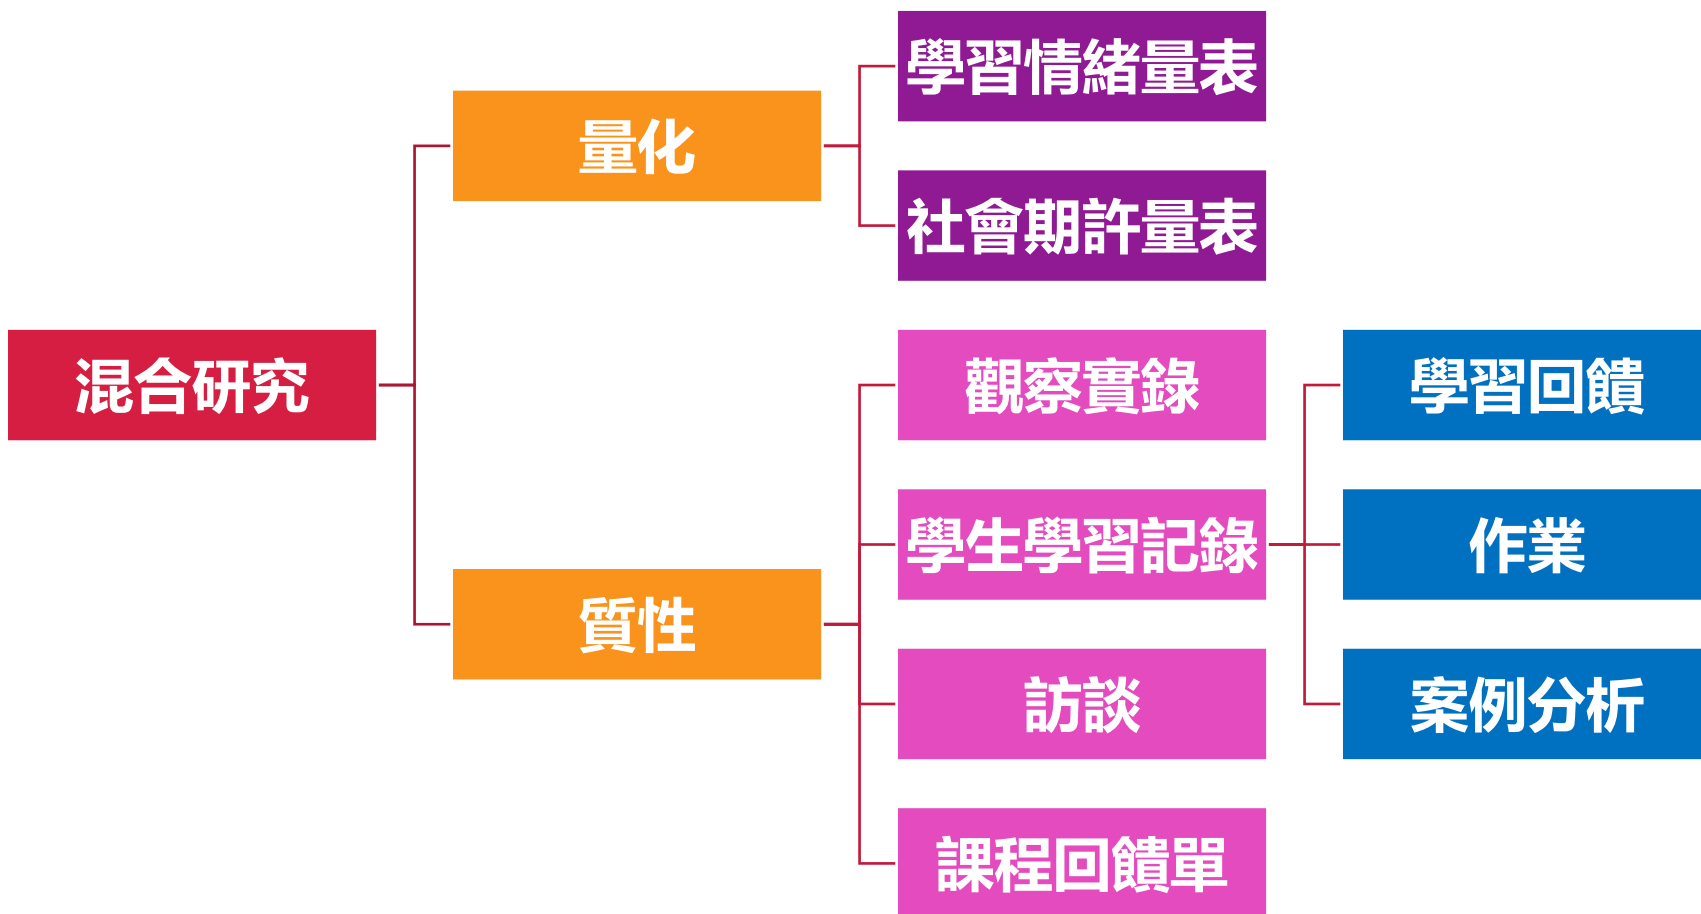 混合研究
量化
學習情緒量表
社會期許量表
質性
觀察實錄
學生學習記錄
學習回饋
作業
案例分析
訪談
課程回饋單